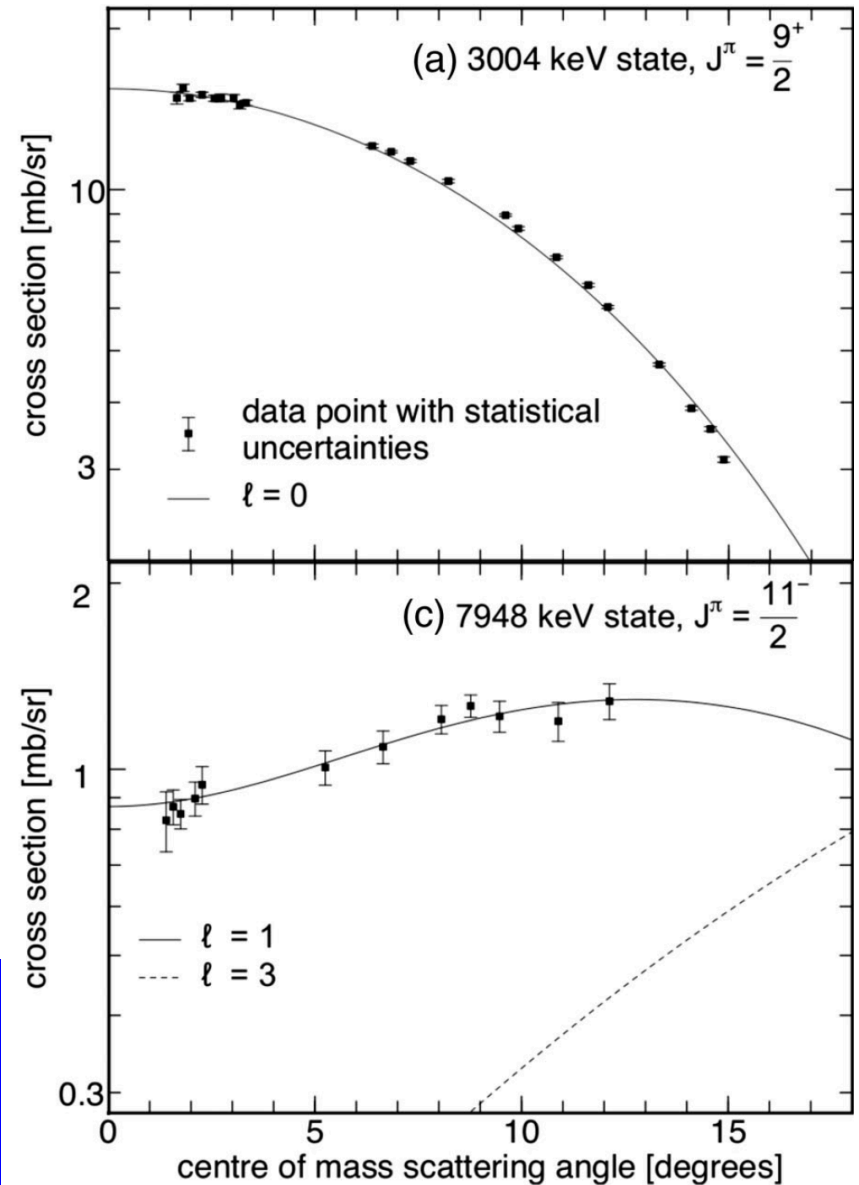 (a) 3004 keV state, Jπ = 9+/2
cross section [mb/sr]
10
3
data point with statistical
uncertainties
ℓ = 0
(c) 7948 keV state, Jπ = 11-/2
cross section [mb/sr]
2
1
0.3
ℓ = 1
ℓ = 3
0 5 10 15
centre of mass scattering angle [degrees]